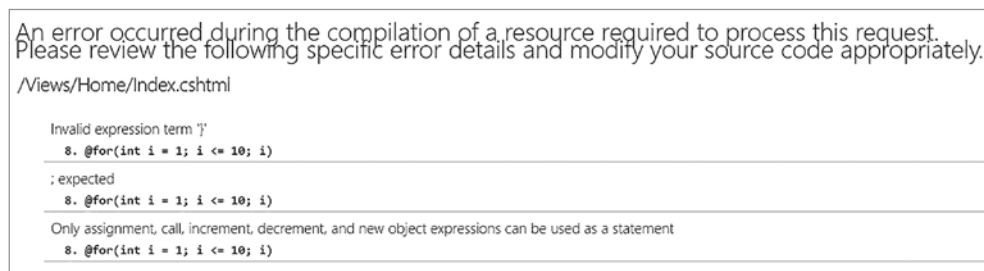 An error occurred during the compilation of a resource required to process this request.
Please review the following specific error details and modify your source code appropriately.
/Views/Home/Index.cshtml
Invalid expression term '}'
8. @for(int i = 1; i <= 10; i)
; expected
8. @for(int i = 1; i <= 10; i)
Only assignment, call, increment, decrement, and new object expressions can be used as a statement
8. @for(int i = 1; i <= 10; i)